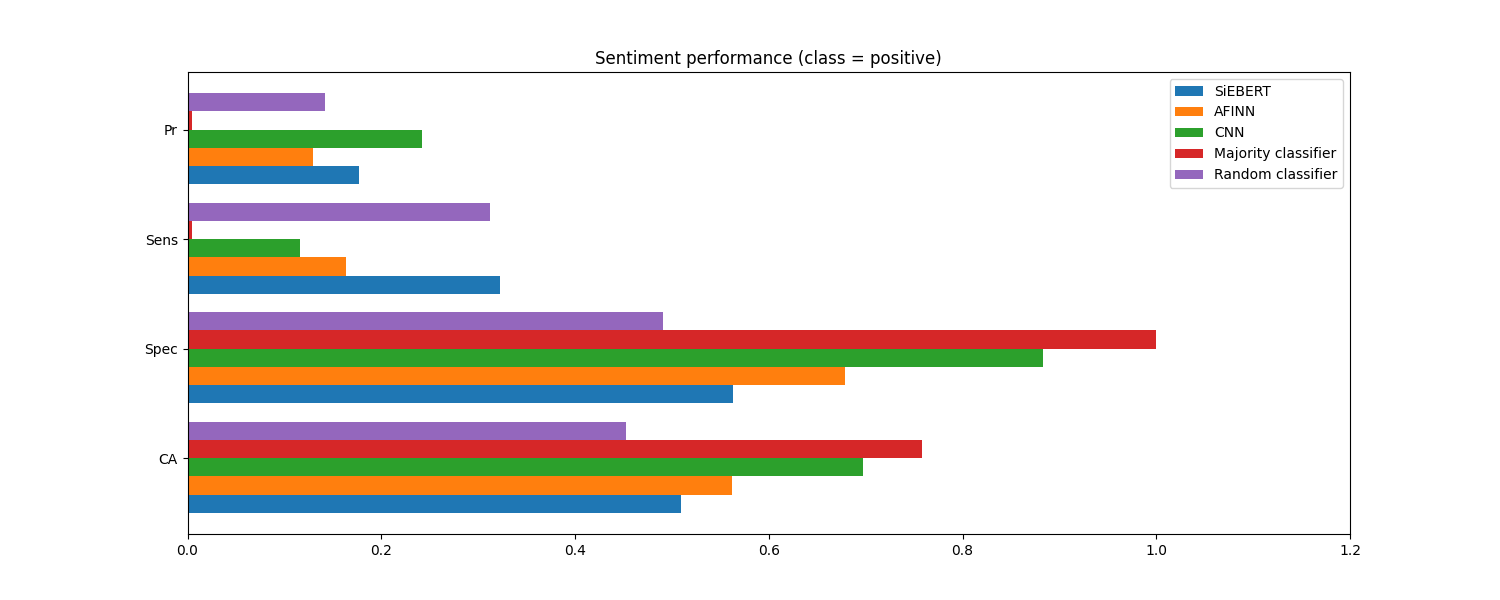 Sentiment performance (class = positive)
SiEBERT
AFINN
CNN
Majority classifier
Random classifier
Pr
Sens
Spec
CA
0.0 0.2 0.4 0.6 0.8 1.0 1.2